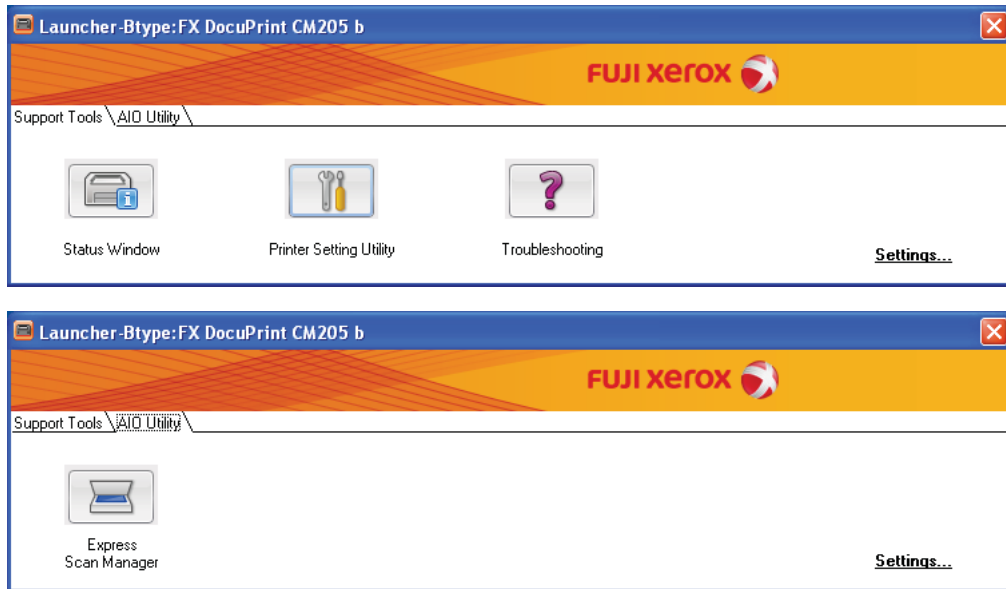 Launcher-Btype:FX DocuPrint CM205 b
FUJI xerox
Support Tools AIO Utility
Status Window Printer Setting Utility Troubleshooting
Settings...
Launcher-Btype:FX DocuPrint CM205 b
FUJI xerox
Support Tools AIO Utility
Express
Scan Manager
Settings...